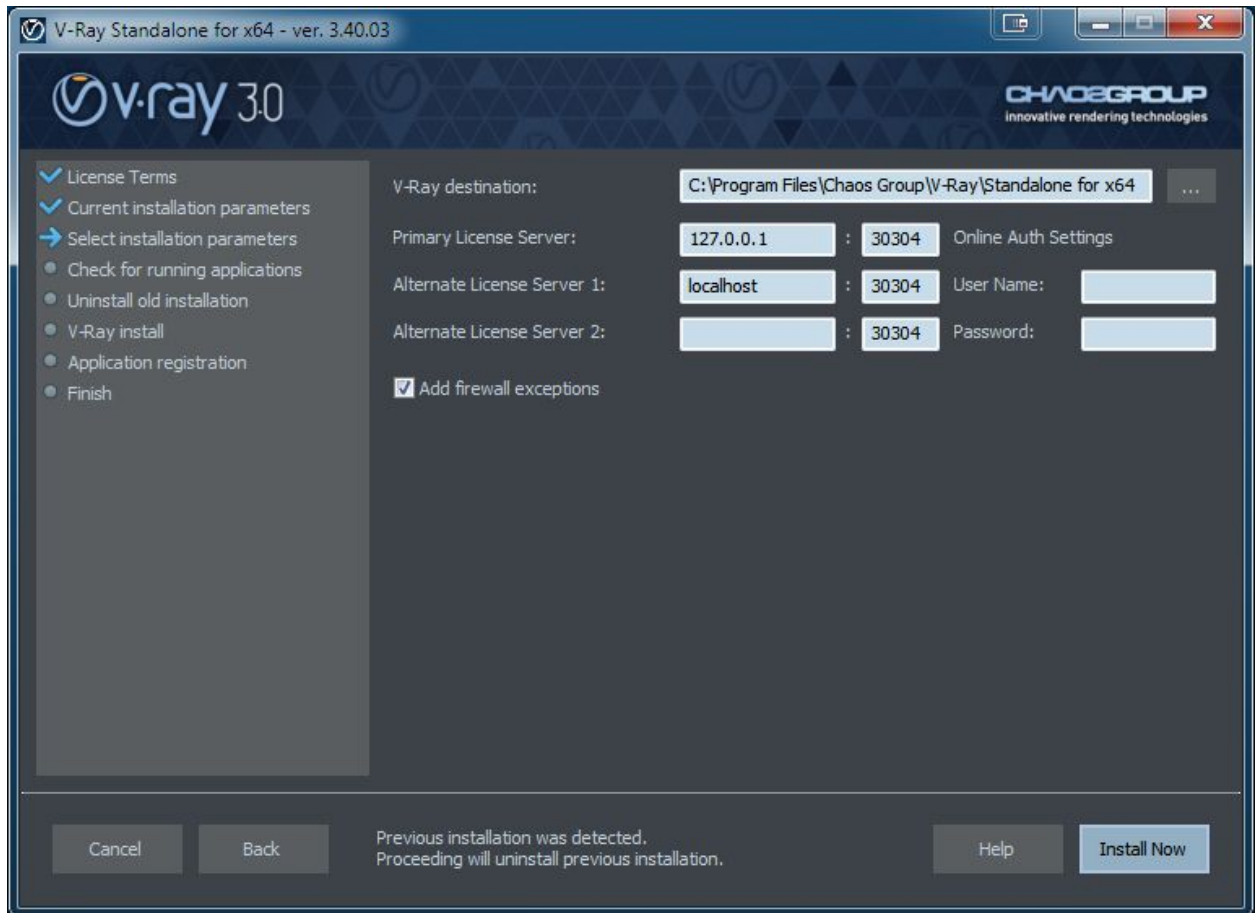 V-Ray Standalone for x64 - ver. 3.40.03
v·ray 3.0
CHAOSGROUP
innovative rendering technologies
License Terms
Current installation parameters
Select installation parameters
Check for running applications
Uninstall old installation
V-Ray install
Application registration
Finish
V-Ray destination: C:\Program Files\Chaos Group\V-Ray\Standalone for x64 ...
Primary License Server: 127.0.0.1 : 30304 Online Auth Settings
Alternate License Server 1: localhost : 30304 User Name:
Alternate License Server 2: : 30304 Password:
Add firewall exceptions
Cancel Back
Previous installation was detected.
Proceeding will uninstall previous installation.
Help Install Now